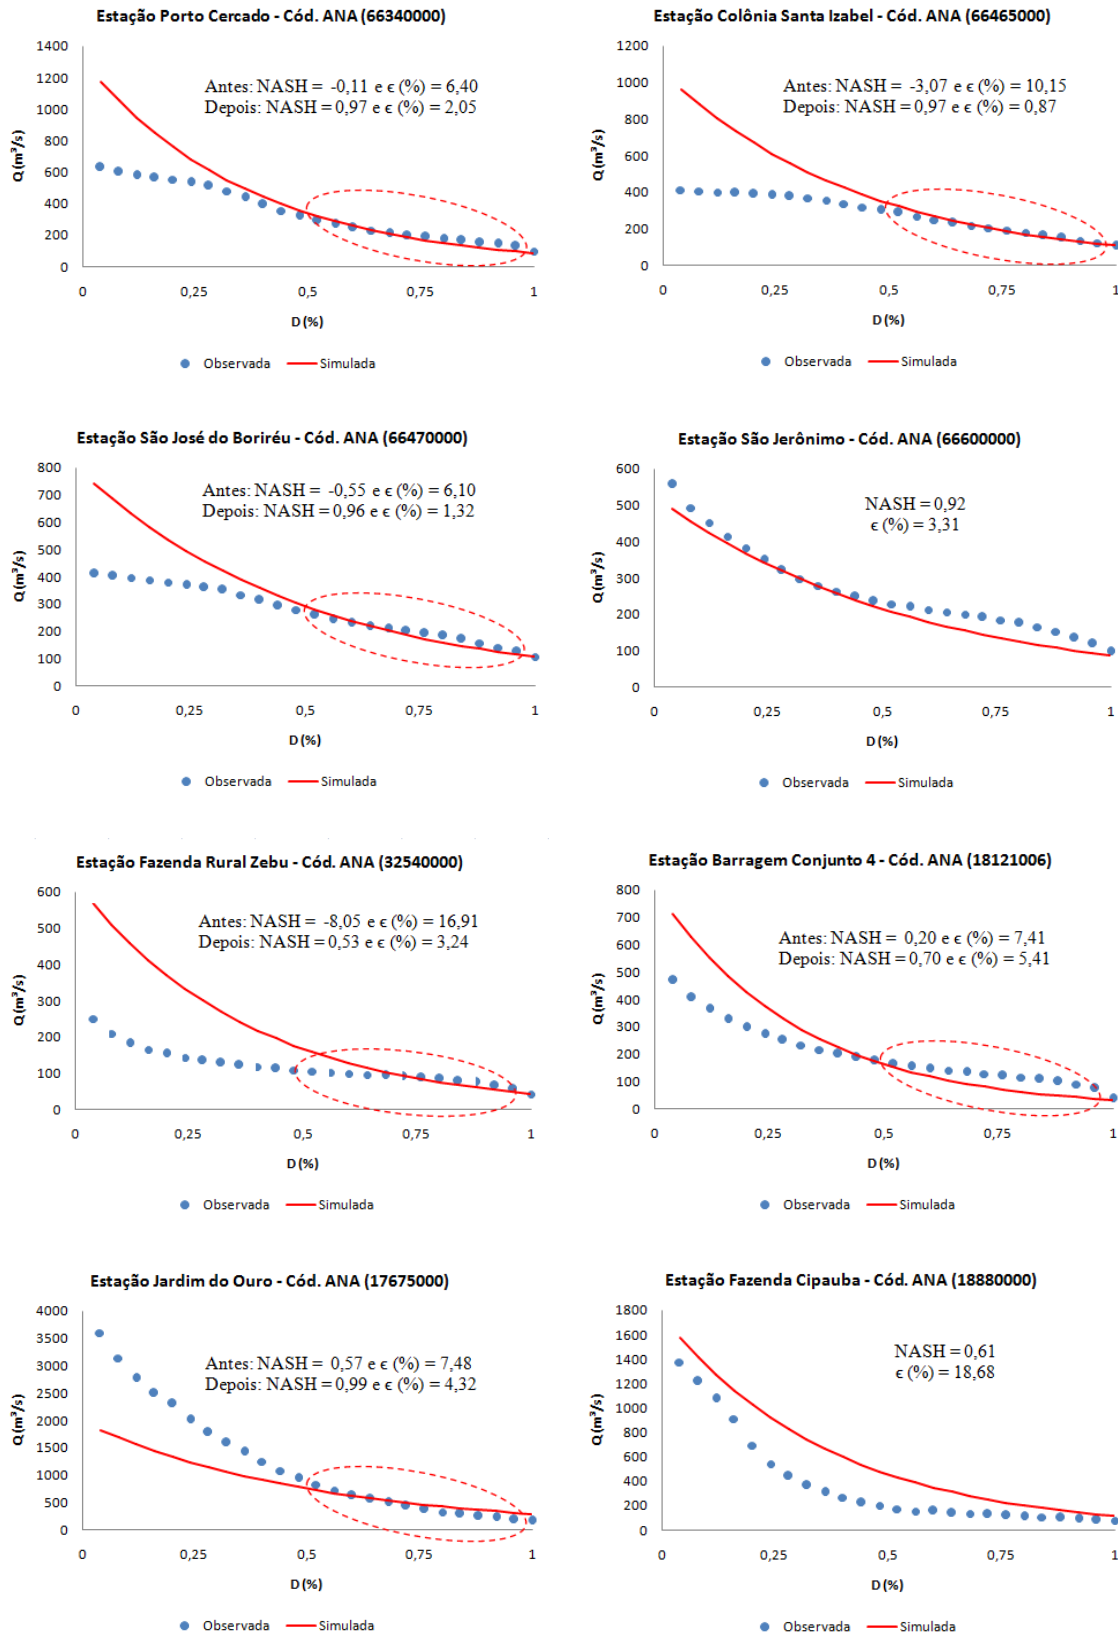 Estação Porto Cercado - Cód. ANA (66340000)
Antes: NASH = -0,11 e ϵ (%) = 6,40
Depois: NASH = 0,97 e ϵ (%) = 2,05
Q (m³/s)
1400
1200
1000
800
600
400
200
0
0 0,25 0,5 0,75 1
D (%)
Observada Simulada
Estação Colônia Santa Izabel - Cód. ANA (66465000)
Antes: NASH = -3,07 e ϵ (%) = 10,15
Depois: NASH = 0,97 e ϵ (%) = 0,87
Q (m³/s)
1200
1000
800
600
400
200
0
0 0,25 0,5 0,75 1
D (%)
Observada Simulada
Estação São José do Boriréu - Cód. ANA (66470000)
Antes: NASH = -0,55 e ϵ (%) = 6,10
Depois: NASH = 0,96 e ϵ (%) = 1,32
Q (m³/s)
800
700
600
500
400
300
200
100
0
0 0,25 0,5 0,75 1
D (%)
Observada Simulada
Estação São Jerônimo - Cód. ANA (66600000)
NASH = 0,92
ϵ (%) = 3,31
Q (m³/s)
600
500
400
300
200
100
0
0 0,25 0,5 0,75 1
D (%)
Observada Simulada
Estação Fazenda Rural Zebu - Cód. ANA (32540000)
Antes: NASH = -8,05 e ϵ (%) = 16,91
Depois: NASH = 0,53 e ϵ (%) = 3,24
Q (m³/s)
600
500
400
300
200
100
0
0 0,25 0,5 0,75 1
D (%)
Observada Simulada
Estação Barragem Conjunto 4 - Cód. ANA (18121006)
Antes: NASH = 0,20 e ϵ (%) = 7,41
Depois: NASH = 0,70 e ϵ (%) = 5,41
Q (m³/s)
800
700
600
500
400
300
200
100
0
0 0,25 0,5 0,75 1
D (%)
Observada Simulada
Estação Jardim do Ouro - Cód. ANA (17675000)
Antes: NASH = 0,57 e ϵ (%) = 7,48
Depois: NASH = 0,99 e ϵ (%) = 4,32
Q (m³/s)
4000
3500
3000
2500
2000
1500
1000
500
0
0 0,25 0,5 0,75 1
D (%)
Observada Simulada
Estação Fazenda Cipauba - Cód. ANA (18880000)
NASH = 0,61
ϵ (%) = 18,68
Q (m³/s)
1800
1600
1400
1200
1000
800
600
400
200
0
0 0,25 0,5 0,75 1
D (%)
Observada Simulada